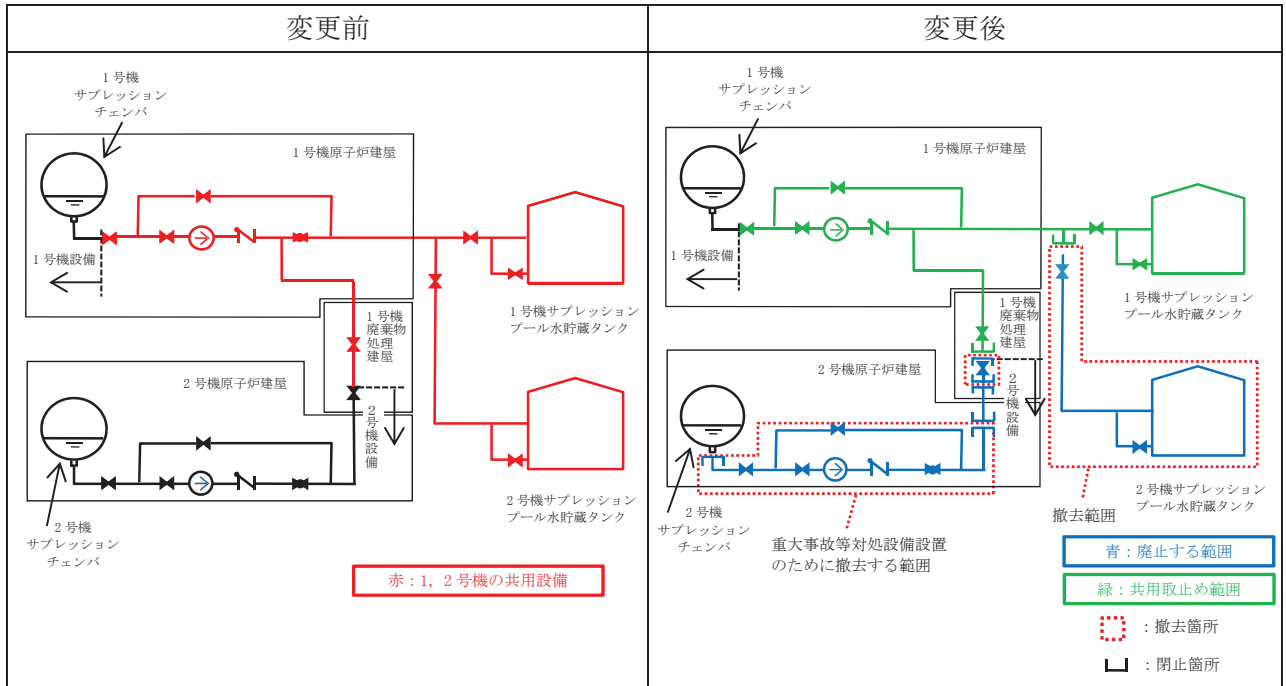 変更前
1 号機
サプレッション
チェンバ
1 号機原子炉建屋
1 号機設備
1 号機サプレッション
プール水貯蔵タンク
1 号機
廃棄物
処理
建屋
2 号機原子炉建屋
2
号
機
設
備
2 号機
サプレッション
チェンバ
2 号機サプレッション
プール水貯蔵タンク
赤：1，2 号機の共用設備
変更後
1 号機
サプレッション
チェンバ
1 号機原子炉建屋
1 号機設備
1 号機サプレッション
プール水貯蔵タンク
1 号機
廃棄物
処理
建屋
2 号機原子炉建屋
2
号
機
設
備
2 号機
サプレッション
チェンバ
2 号機サプレッション
プール水貯蔵タンク
撤去範囲
重大事故等対処設備設置
のために撤去する範囲
青：廃止する範囲
緑：共用取止め範囲
：撤去箇所
：閉止箇所